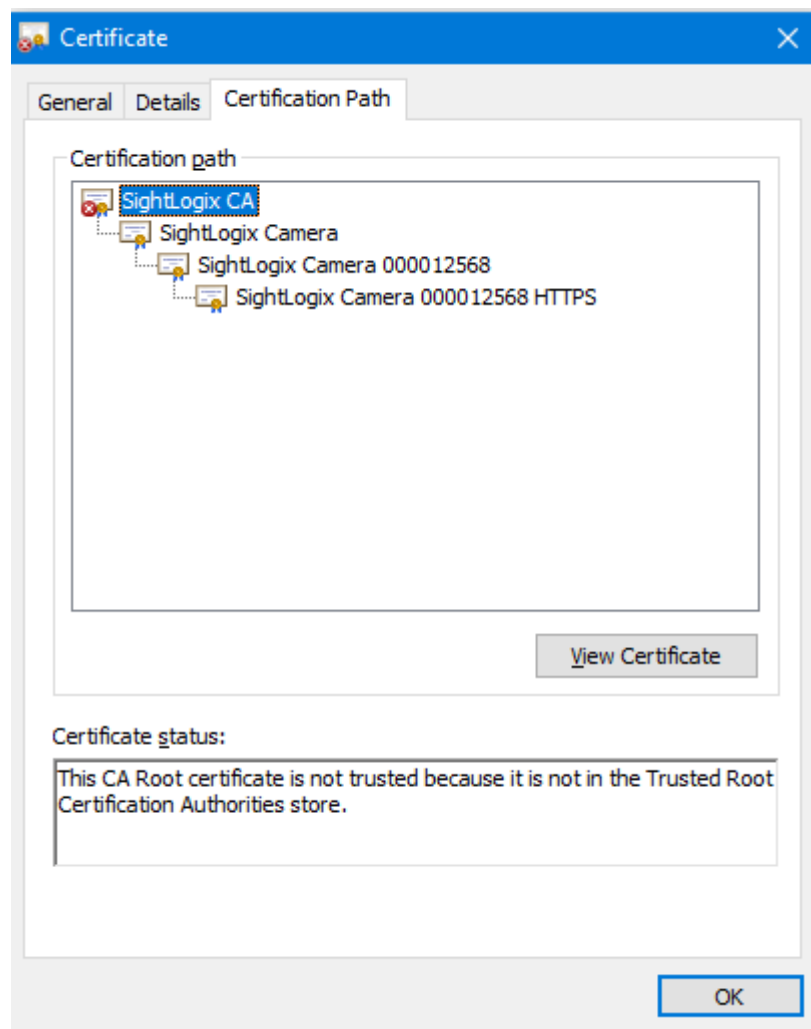 Certificate
General
Details
Certification Path
Certification path
SightLogix CA
SightLogix Camera
SightLogix Camera 000012568
SightLogix Camera 000012568 HTTPS
View Certificate
Certificate status:
This CA Root certificate is not trusted because it is not in the Trusted Root
Certification Authorities store.
OK